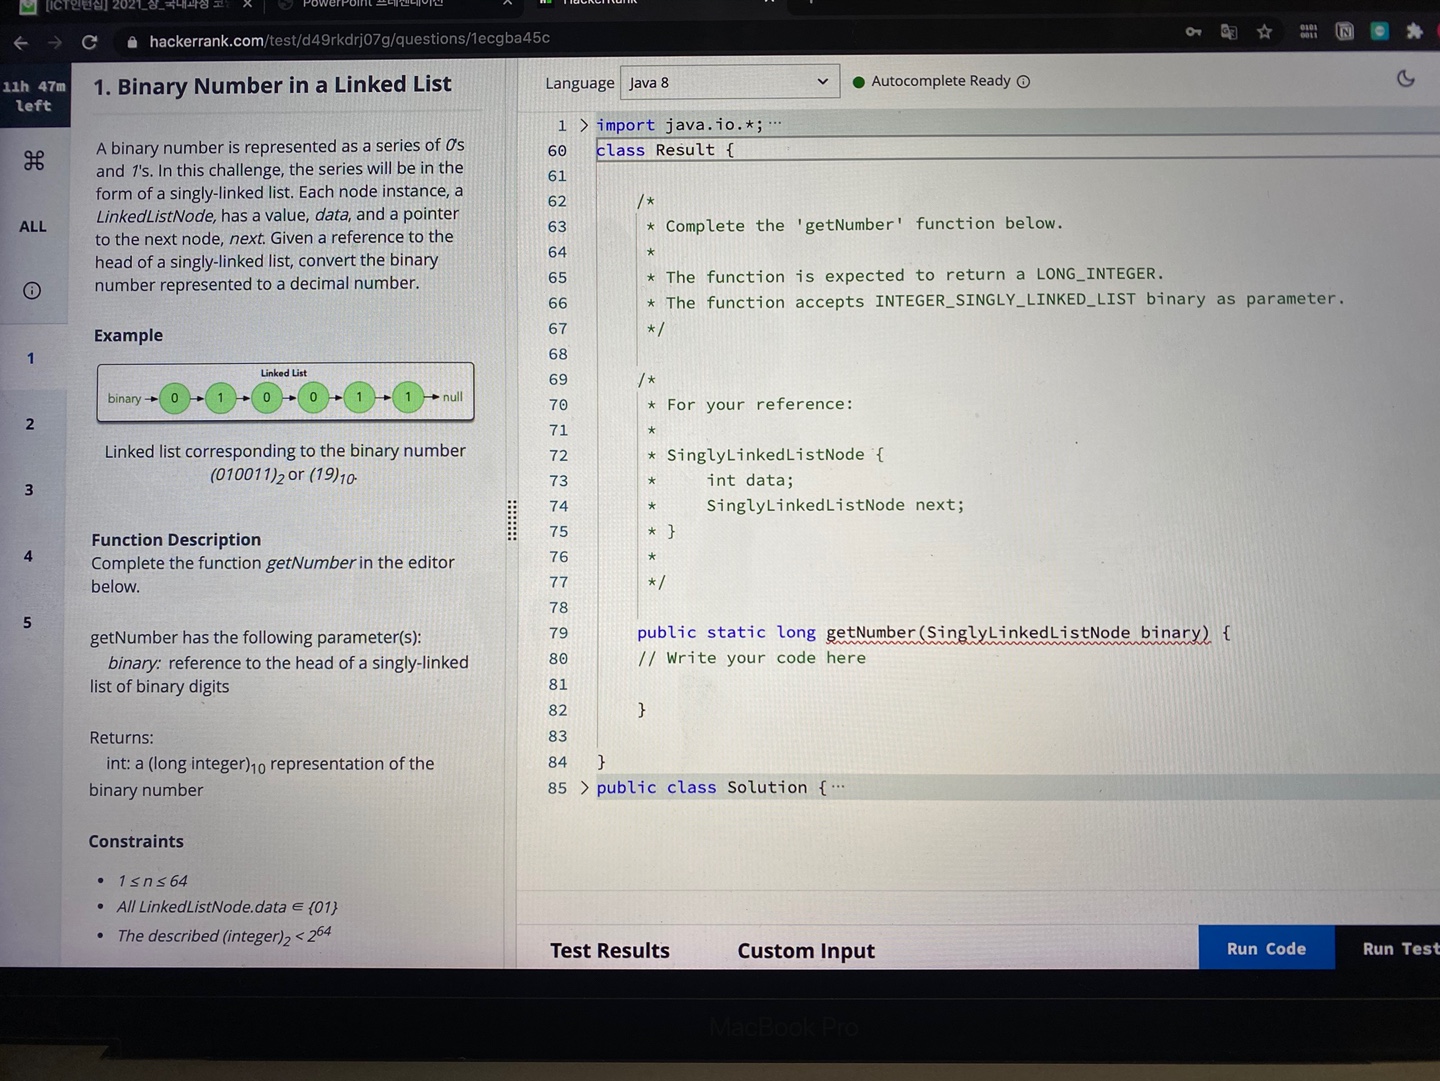 [ICT인턴십] 2021_상_국내과정 코
PowerPoint 프레젠테이션
HackerRank
hackerrank.com/test/d49rkdrj07g/questions/1ecgba45c
11h 47m
left
ALL
1
2
3
4
5
1. Binary Number in a Linked List
A binary number is represented as a series of 0's
and 1's. In this challenge, the series will be in the
form of a singly-linked list. Each node instance, a
LinkedListNode, has a value, data, and a pointer
to the next node, next. Given a reference to the
head of a singly-linked list, convert the binary
number represented to a decimal number.
Example
Linked List
binary 0 1 0 0 1 1 null
Linked list corresponding to the binary number
(010011)2 or (19)10.
Function Description
Complete the function getNumber in the editor
below.
getNumber has the following parameter(s):
binary: reference to the head of a singly-linked
list of binary digits
Returns:
int: a (long integer)10 representation of the
binary number
Constraints
• 1 ≤ n ≤ 64
• All LinkedListNode.data ∈ {01}
• The described (integer)2 < 2^64
Language Java 8 Autocomplete Ready
1 > import java.io.*; ...
60 class Result {
61
62 /*
63 * Complete the 'getNumber' function below.
64 *
65 * The function is expected to return a LONG_INTEGER.
66 * The function accepts INTEGER_SINGLY_LINKED_LIST binary as parameter.
67 */
68
69 /*
70 * For your reference:
71 *
72 * SinglyLinkedListNode {
73 * int data;
74 * SinglyLinkedListNode next;
75 * }
76 *
77 */
78
79 public static long getNumber(SinglyLinkedListNode binary) {
80 // Write your code here
81
82 }
83
84 }
85 > public class Solution { ...
Test Results Custom Input Run Code Run Test
MacBook Pro